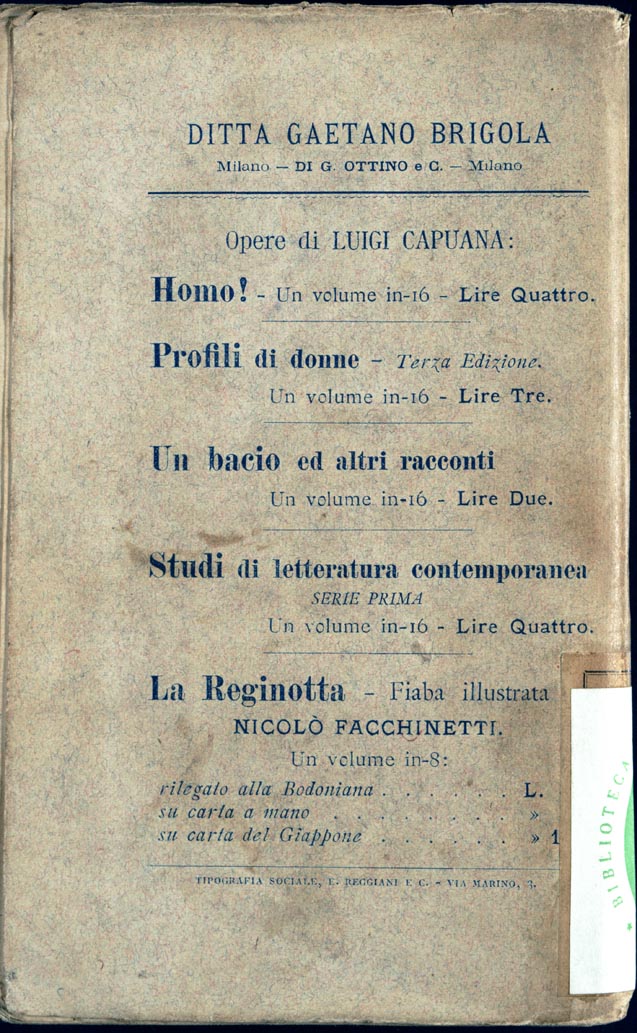 DITTA GAETANO BRIGOLA
Milano — DI G. OTTINO e C. — Milano
Opere di LUIGI CAPUANA:
Homo! - Un volume in-16 - Lire Quattro.
Profili di donne - Terza Edizione.
Un volume in-16 - Lire Tre.
Un bacio ed altri racconti
Un volume in-16 - Lire Due.
Studi di letteratura contemporanea
SERIE PRIMA
Un volume in-16 - Lire Quattro.
La Reginotta - Fiaba illustrata
NICOLÒ FACCHINETTI.
Un volume in-8:
rilegato alla Bodoniana . . . . . . L.
su carta a mano . . . . . . . . »
su carta del Giappone . . . . . . » 1
TIPOGRAFIA SOCIALE, E. REGGIANI E C. - VIA MARINO, 3.
BIBLIOTECA